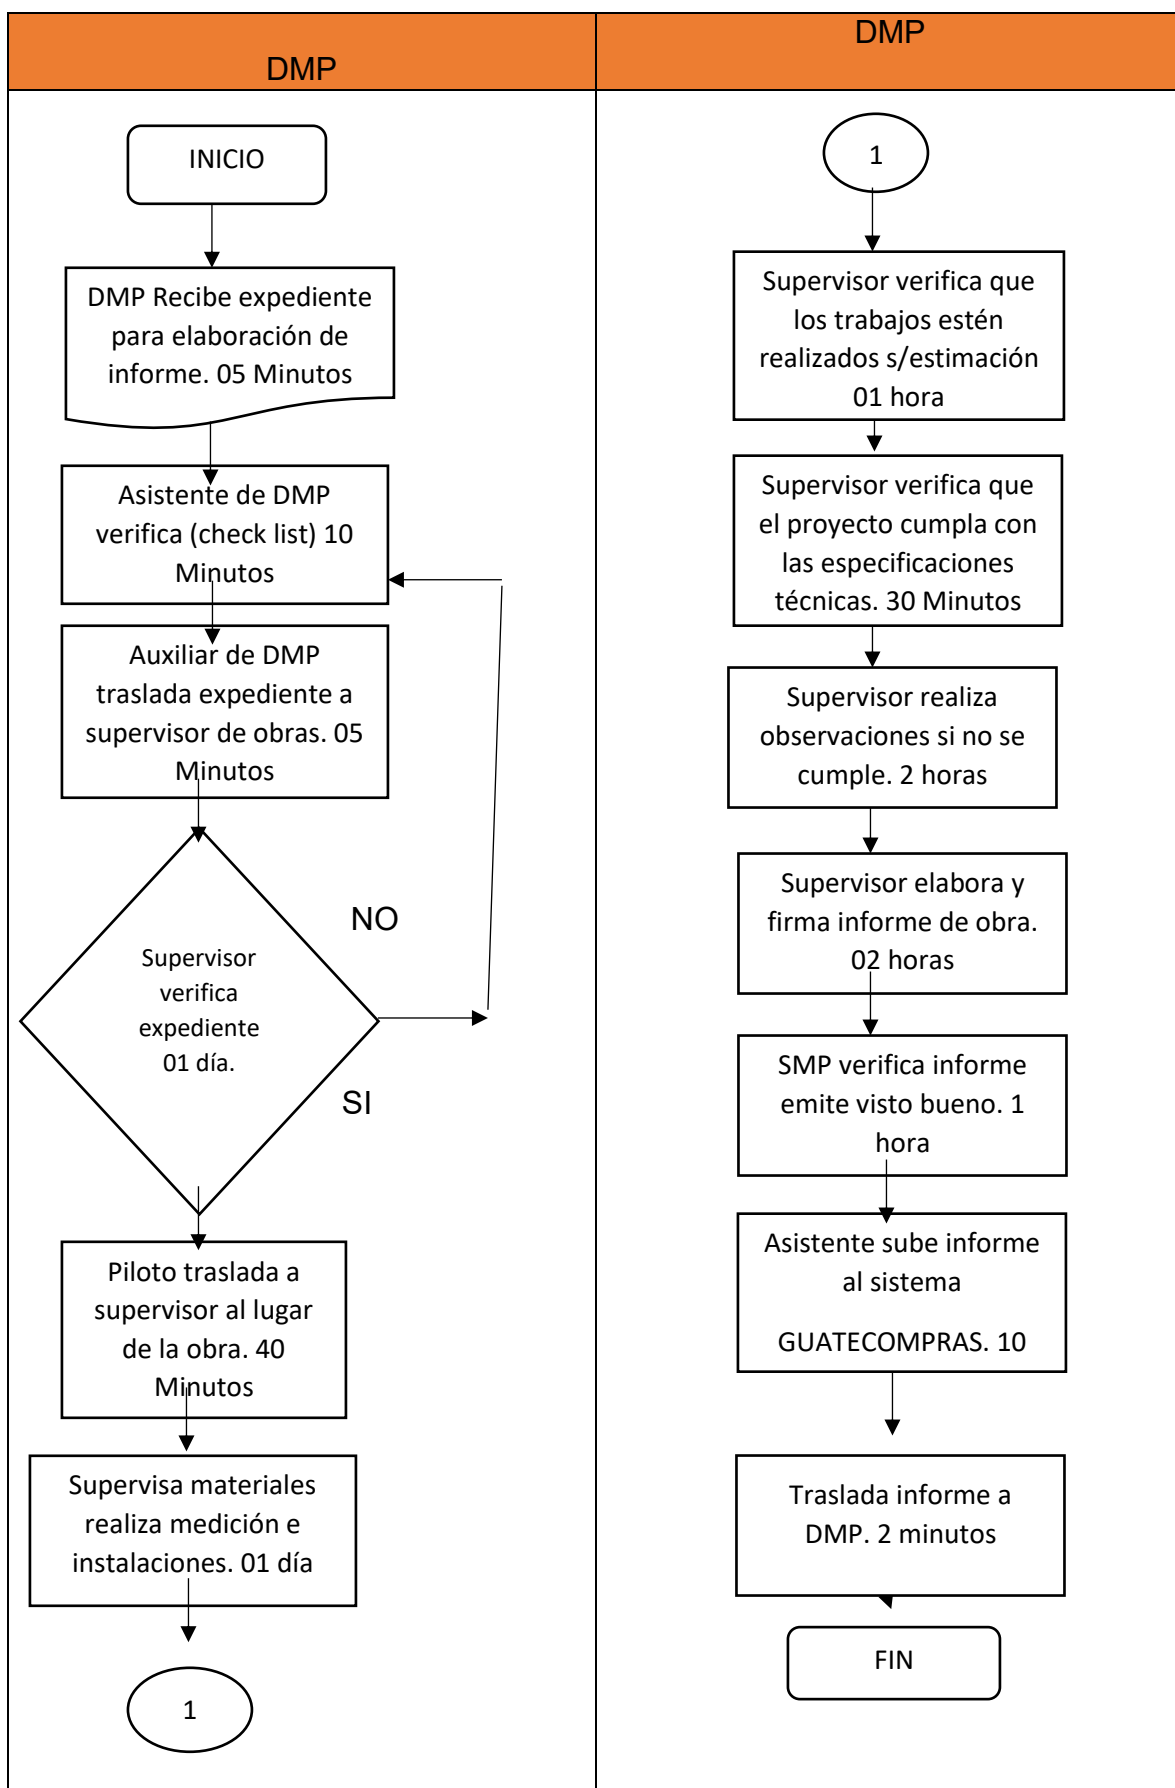 DMP
INICIO
DMP Recibe expediente
para elaboración de
informe. 05 Minutos
Asistente de DMP
verifica (check list) 10
Minutos
Auxiliar de DMP
traslada expediente a
supervisor de obras. 05
Minutos
NO
Supervisor
verifica
expediente
01 día.
SI
Piloto traslada a
supervisor al lugar
de la obra. 40
Minutos
Supervisa materiales
realiza medición e
instalaciones. 01 día
1
DMP
1
Supervisor verifica que
los trabajos estén
realizados s/estimación
01 hora
Supervisor verifica que
el proyecto cumpla con
las especificaciones
técnicas. 30 Minutos
Supervisor realiza
observaciones si no se
cumple. 2 horas
Supervisor elabora y
firma informe de obra.
02 horas
SMP verifica informe
emite visto bueno. 1
hora
Asistente sube informe
al sistema
GUATECOMPRAS. 10
Traslada informe a
DMP. 2 minutos
FIN